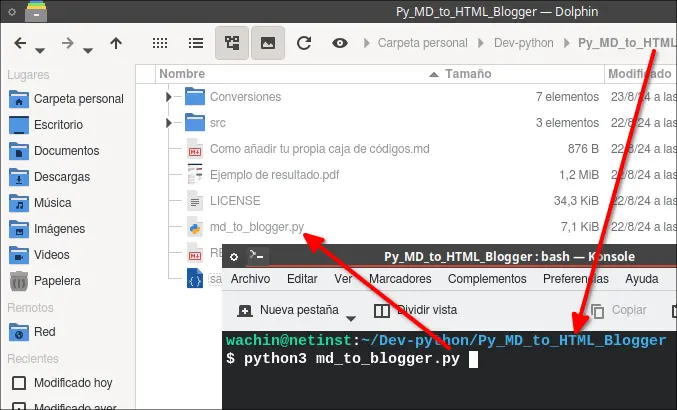 Py_MD_to_HTML_Blogger — Dolphin
Carpeta personal > Dev-python > Py_MD_to_HTML
Lugares
Carpeta personal
Escritorio
Documentos
Descargas
Música
Imágenes
Videos
Papelera
Remotos
Red
Recientes
Modificado hoy
Modificado ayer
Nombre Tamaño Modificado
Conversiones 7 elementos 23/8/24 a las
src 3 elementos 22/8/24 a las
Como añadir tu propia caja de códigos.md 876 B 22/8/24 a las
Ejemplo de resultado.pdf 1,2 MiB 22/8/24 a las
LICENSE 34,3 KiB 22/8/24 a las
md_to_blogger.py 7,1 KiB 22/8/24 a las
RE
sa
Py_MD_to_HTML_Blogger : bash — Konsole
Archivo Editar Ver Marcadores Complementos Preferencias Ayuda
Nueva pestaña Dividir vista Copiar
wachin@netinst:~/Dev-python/Py_MD_to_HTML_Blogger
$ python3 md_to_blogger.py